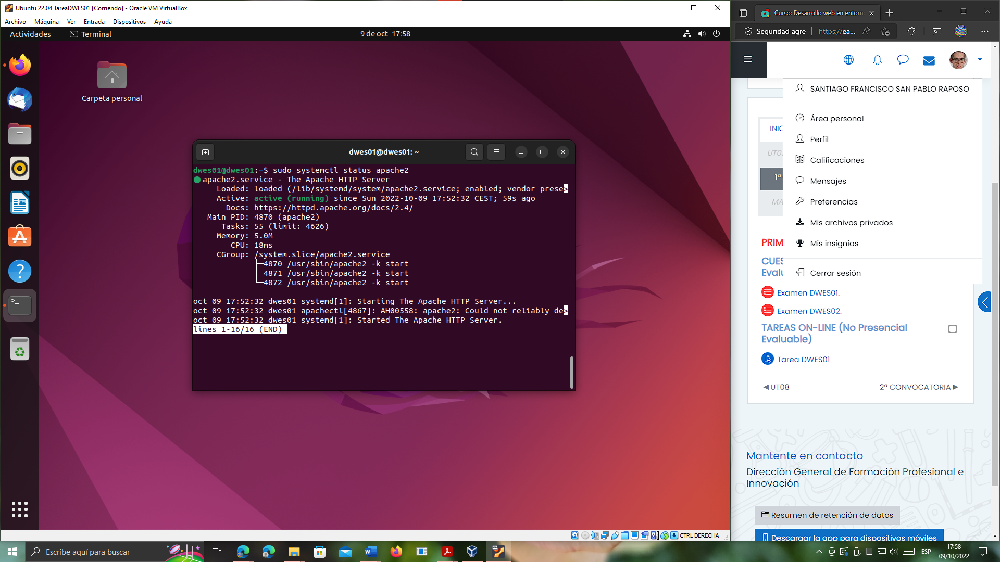 Ubuntu 22.04 TareaDWES01 [Corriendo] - Oracle VM VirtualBox
Archivo Máquina Ver Entrada Dispositivos Ayuda
Actividades Terminal 9 de oct 17:58
Carpeta personal
dwes01@dwes01: ~
dwes01@dwes01:~$ sudo systemctl status apache2
apache2.service - The Apache HTTP Server
Loaded: loaded (/lib/systemd/system/apache2.service; enabled; vendor prese>
Active: active (running) since Sun 2022-10-09 17:52:32 CEST; 59s ago
Docs: https://httpd.apache.org/docs/2.4/
Main PID: 4870 (apache2)
Tasks: 55 (limit: 4626)
Memory: 5.0M
CPU: 18ms
CGroup: /system.slice/apache2.service
├─4870 /usr/sbin/apache2 -k start
├─4871 /usr/sbin/apache2 -k start
└─4872 /usr/sbin/apache2 -k start
oct 09 17:52:32 dwes01 systemd[1]: Starting The Apache HTTP Server...
oct 09 17:52:32 dwes01 apachectl[4867]: AH00558: apache2: Could not reliably de>
oct 09 17:52:32 dwes01 systemd[1]: Started The Apache HTTP Server.
lines 1-16/16 (END)
CTRL DERECHA
Curso: Desarrollo web en entorn
Seguridad agre https://ea...
SANTIAGO FRANCISCO SAN PABLO RAPOSO
Área personal
Perfil
Calificaciones
Mensajes
Preferencias
Mis archivos privados
Mis insignias
Cerrar sesión
INIC
UT03
1ª
MA
PRIM
CUES
Evalu
Examen DWES01.
Examen DWES02.
TAREAS ON-LINE (No Presencial
Evaluable)
Tarea DWES01
◀UT08 2ª CONVOCATORIA▶
Mantente en contacto
Dirección General de Formación Profesional e
Innovación
Resumen de retención de datos
Descargar la app para dispositivos móviles
Escribe aquí para buscar
ESP
17:58
09/10/2022